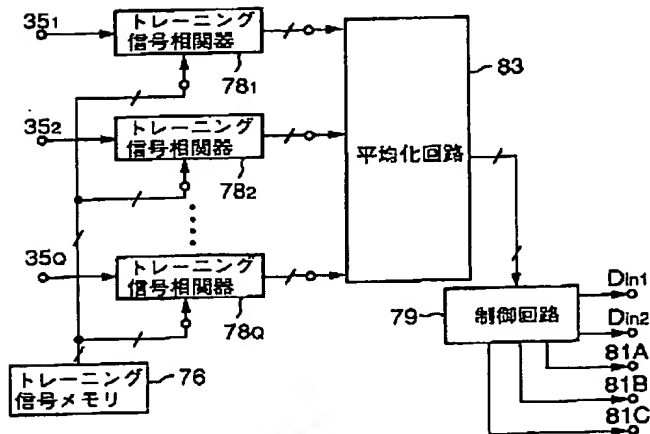 35₁
トレーニング
信号相関器
78₁
35₂
トレーニング
信号相関器
78₂
35Q
トレーニング
信号相関器
78Q
トレーニング
信号メモリ
76
平均化回路
83
79
制御回路
Din1
Din2
81A
81B
81C